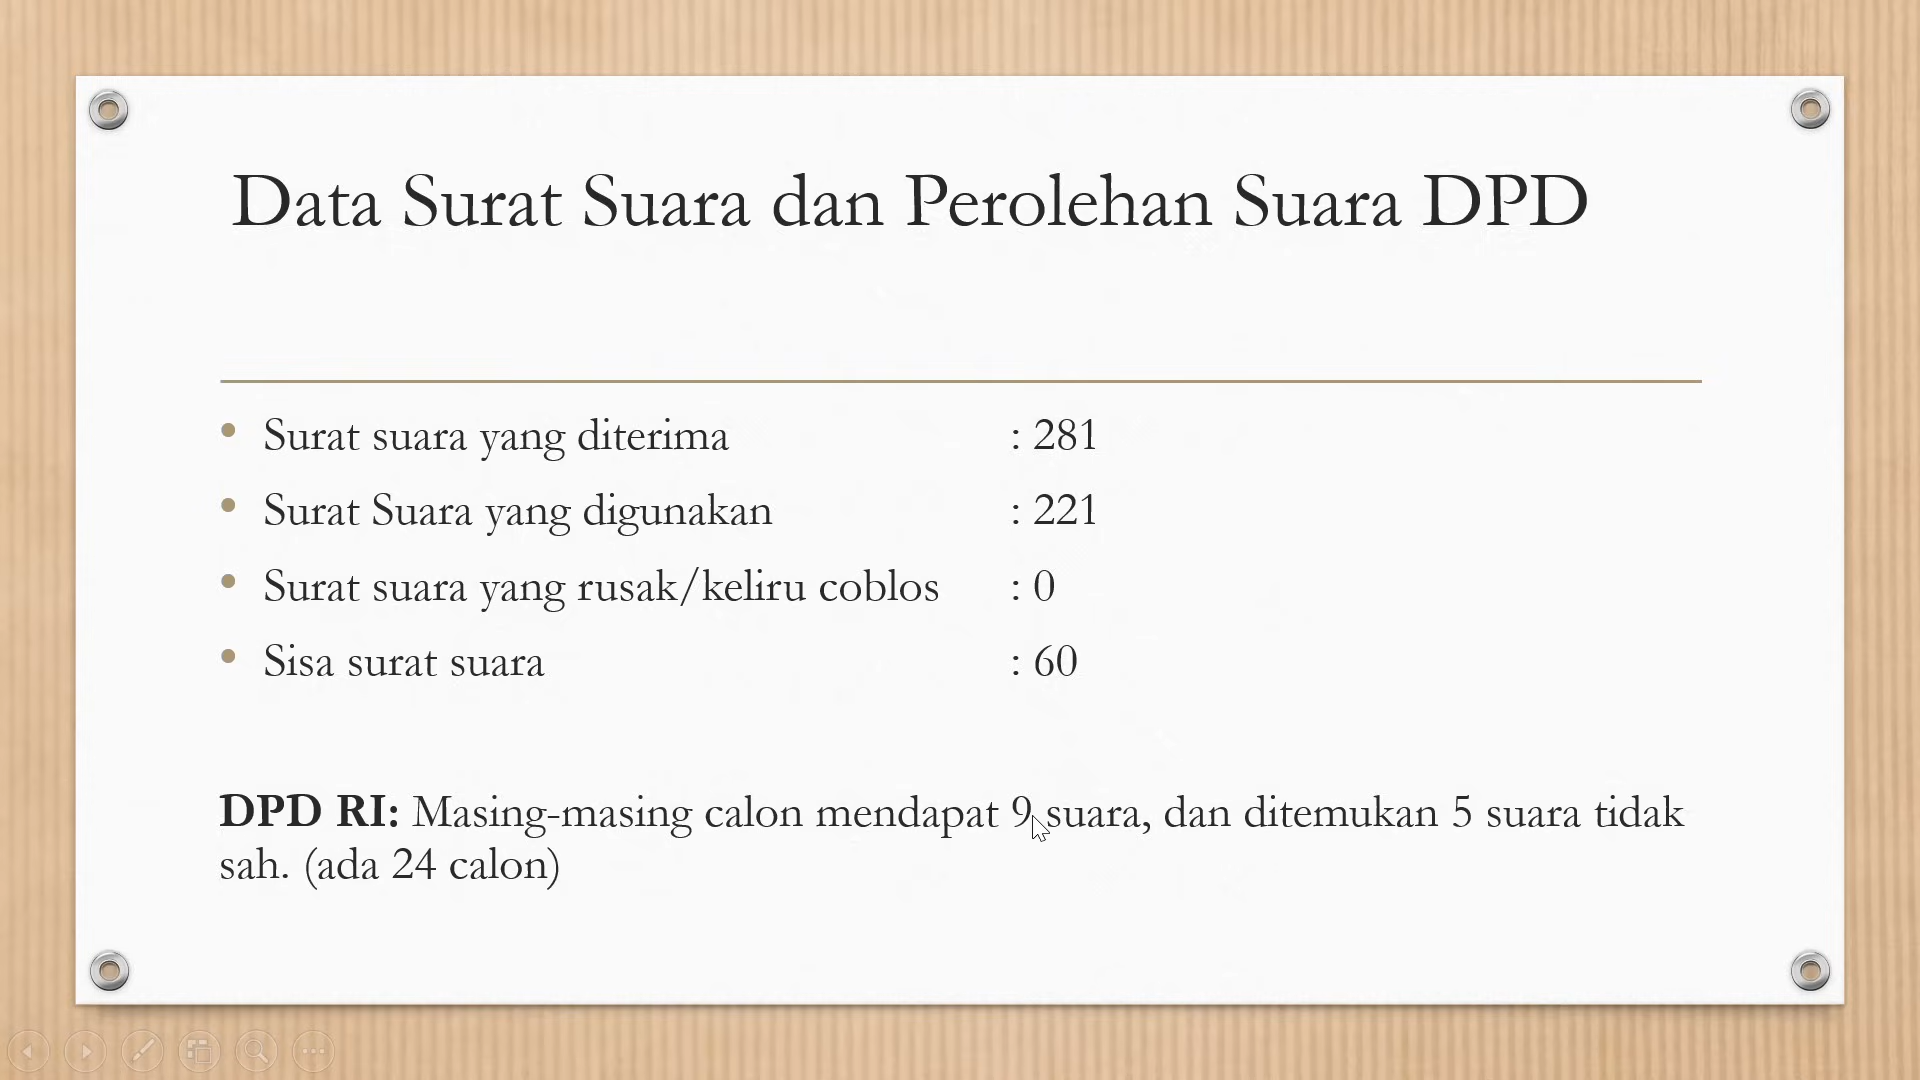 Data Surat Suara dan Perolehan Suara DPD
• Surat suara yang diterima : 281
• Surat Suara yang digunakan : 221
• Surat suara yang rusak/keliru coblos : 0
• Sisa surat suara : 60
DPD RI: Masing-masing calon mendapat 9 suara, dan ditemukan 5 suara tidak
sah. (ada 24 calon)